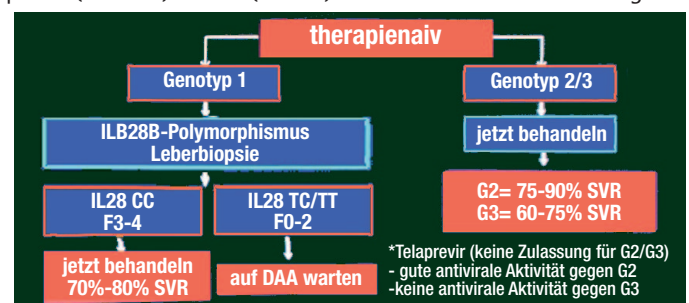 therapienaiv
Genotyp 1
Genotyp 2/3
ILB28B-Polymorphismus
Leberbiopsie
jetzt behandeln
IL28 CC
F3-4
IL28 TC/TT
F0-2
G2= 75-90% SVR
G3= 60-75% SVR
jetzt behandeln
70%-80% SVR
auf DAA warten
*Telaprevir (keine Zulassung für G2/G3)
- gute antivirale Aktivität gegen G2
-keine antivirale Aktivität gegen G3